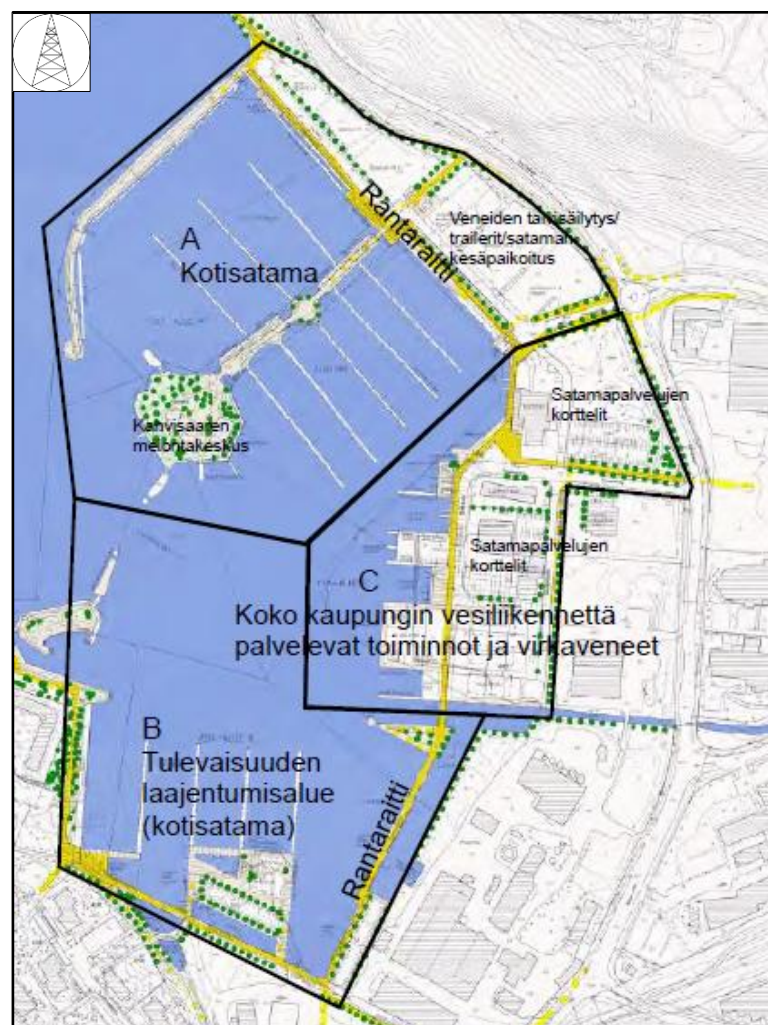 A
Kotisatama
Rantaraitti
Veneiden talvisäilytys/
trailerit/sataman
kesäpaikoitus
Satamapalvelujen
korttelit
Kahvisaaren
melontakeskus
Satamapalvelujen
korttelit
C
Koko kaupungin vesiliikennettä
palvelevat toiminnot ja virkaveneet
B
Tulevaisuuden
laajentumisalue
(kotisatama)
Rantaraitti